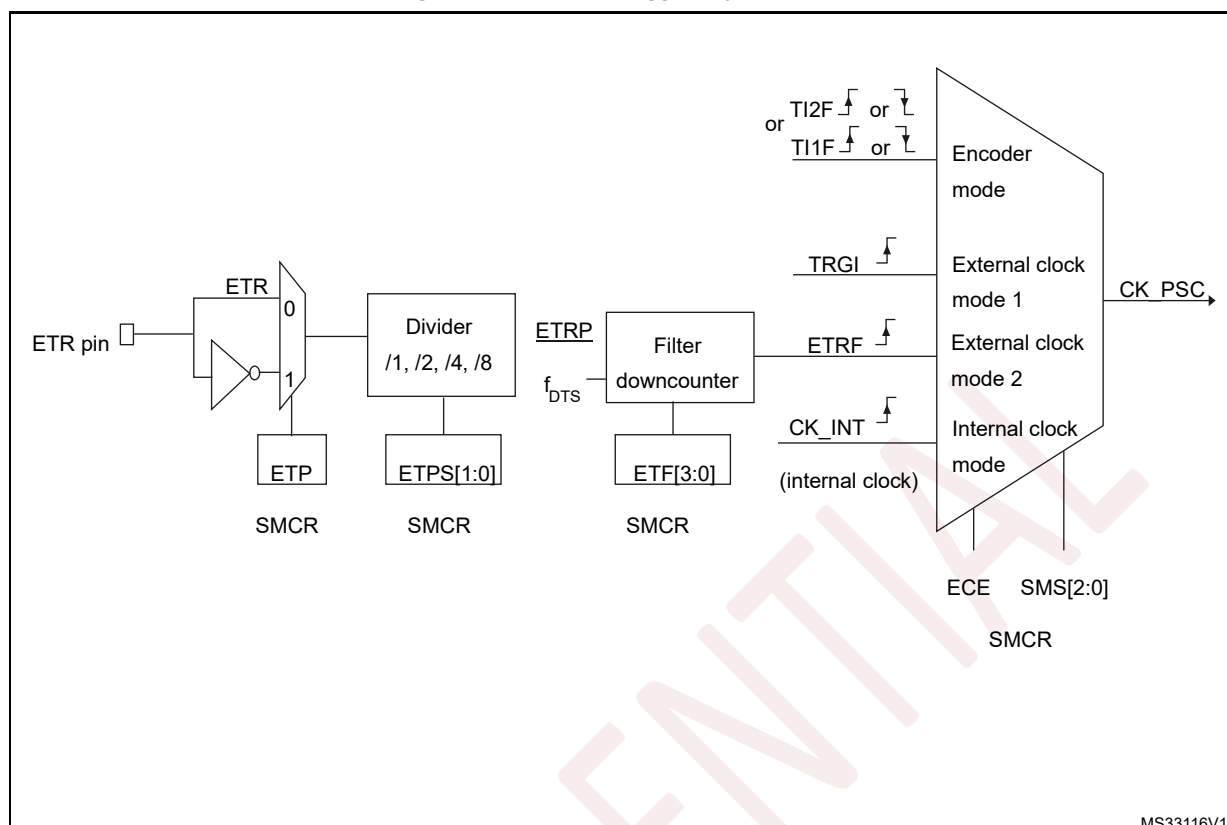 TI2F or
or
TI1F or
Encoder
mode
TRGI
External clock
mode 1
CK_PSC
ETR
0
1
ETR pin
Divider
/1, /2, /4, /8
ETRP
f DTS
Filter
downcounter
ETRF
External clock
mode 2
CK_INT
(internal clock)
Internal clock
mode
ETP
SMCR
ETPS[1:0]
SMCR
ETF[3:0]
SMCR
ECE SMS[2:0]
SMCR
ENTIAL
MS33116V1